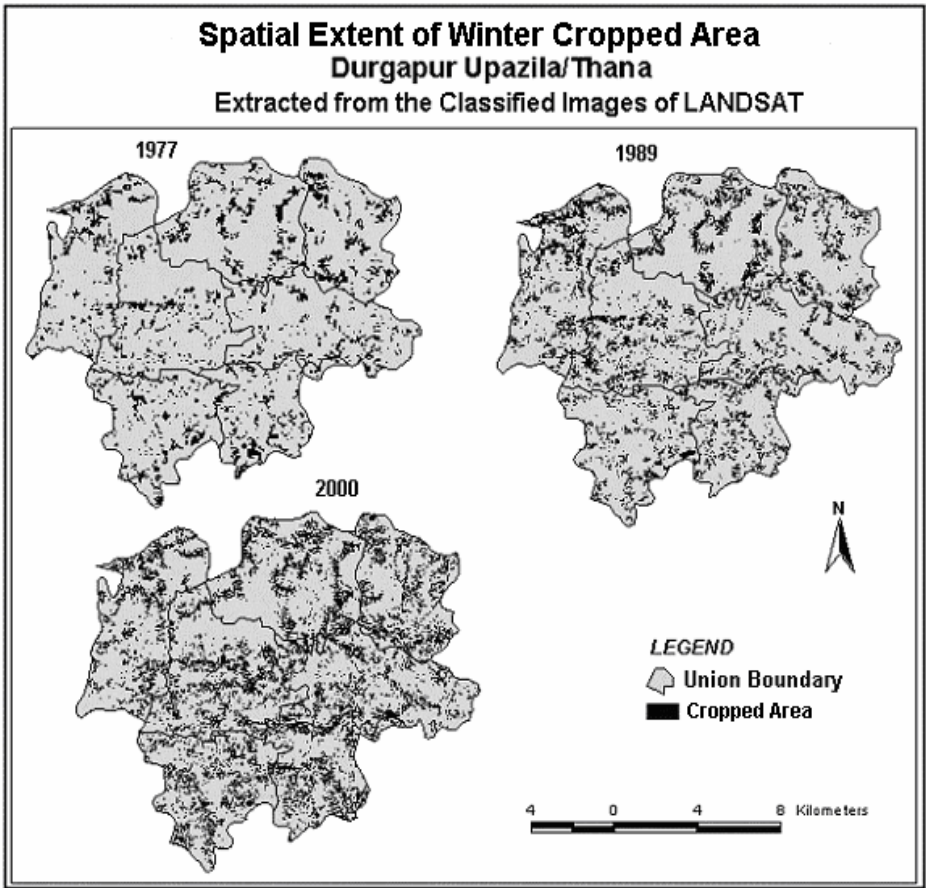 Spatial Extent of Winter Cropped Area
Durgapur Upazila/Thana
Extracted from the Classified Images of LANDSAT
1977
1989
2000
N
LEGEND
Union Boundary
Cropped Area
4 0 4 8 Kilometers